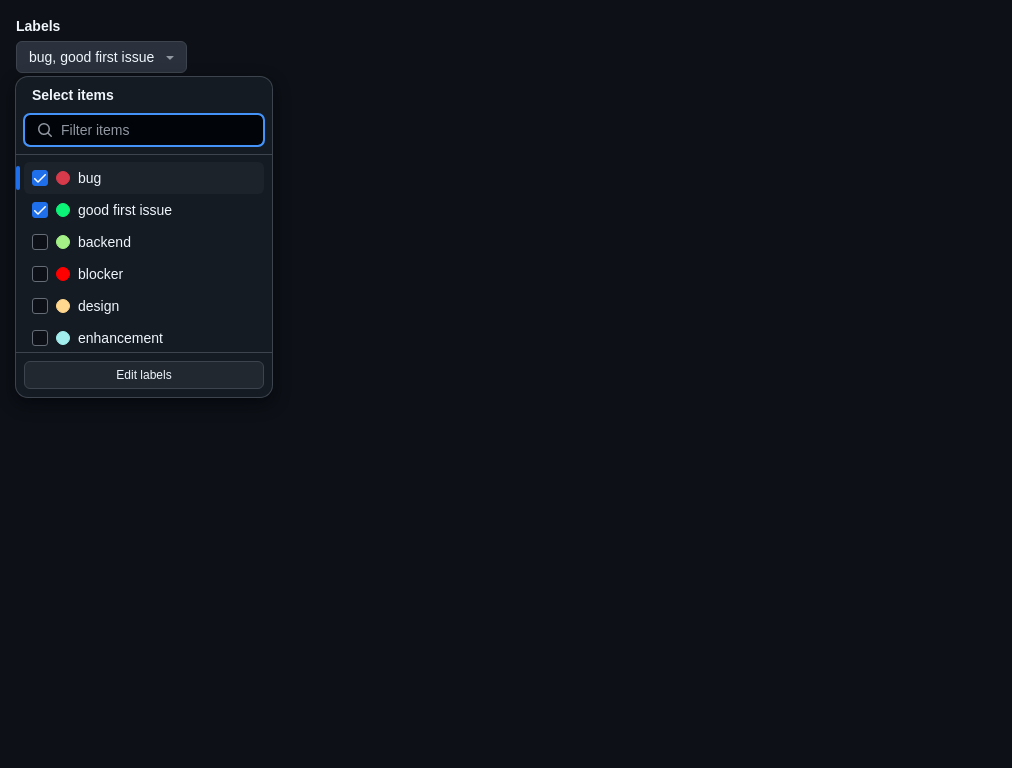 Labels
bug, good first issue
Select items
Filter items
bug
good first issue
backend
blocker
design
enhancement
Edit labels